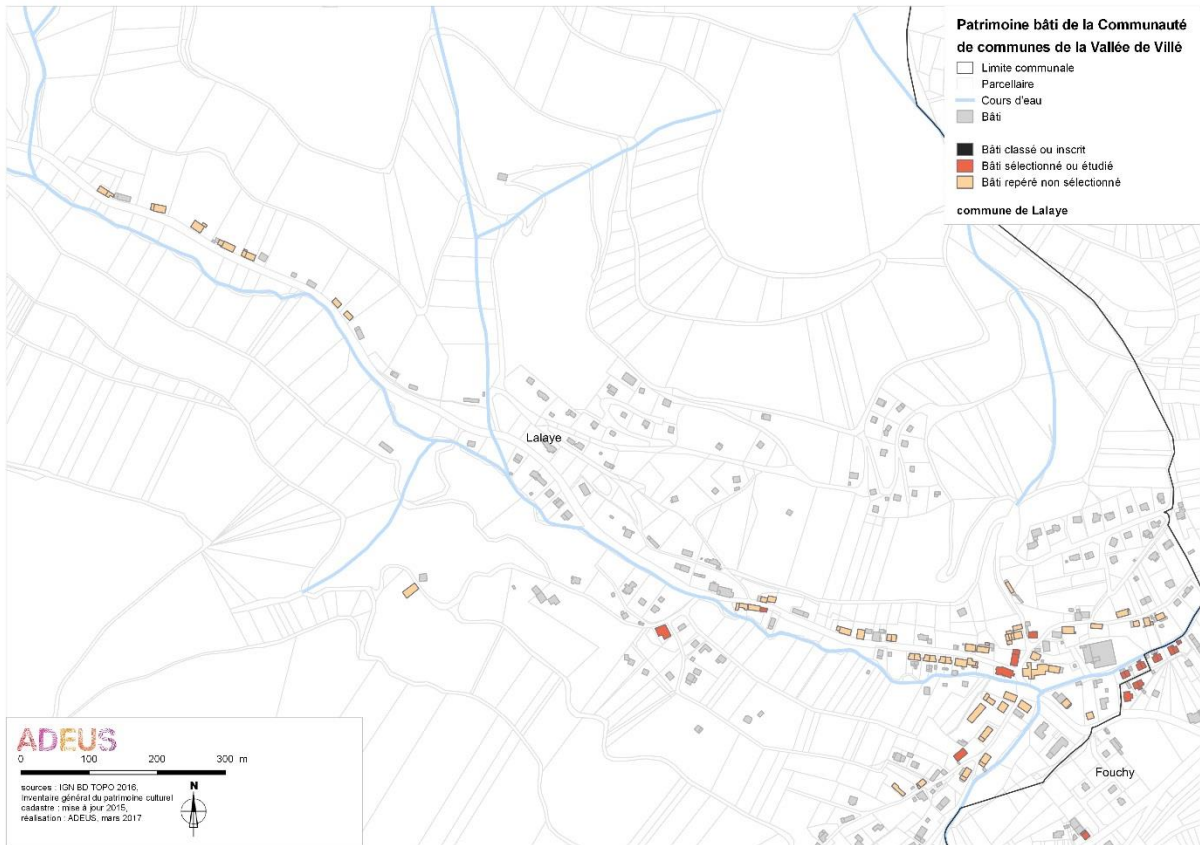 Patrimoine bâti de la Communauté
de communes de la Vallée de Villé
Limite communale
Parcellaire
Cours d'eau
Bâti
Bâti classé ou inscrit
Bâti sélectionné ou étudié
Bâti repéré non sélectionné
commune de Lalaye
Lalaye
Fouchy
ADEUS
0 100 200 300 m
sources : IGN BD TOPO 2016,
Inventaire général du patrimoine culturel
cadastre : mise à jour 2015,
réalisation : ADEUS, mars 2017
N